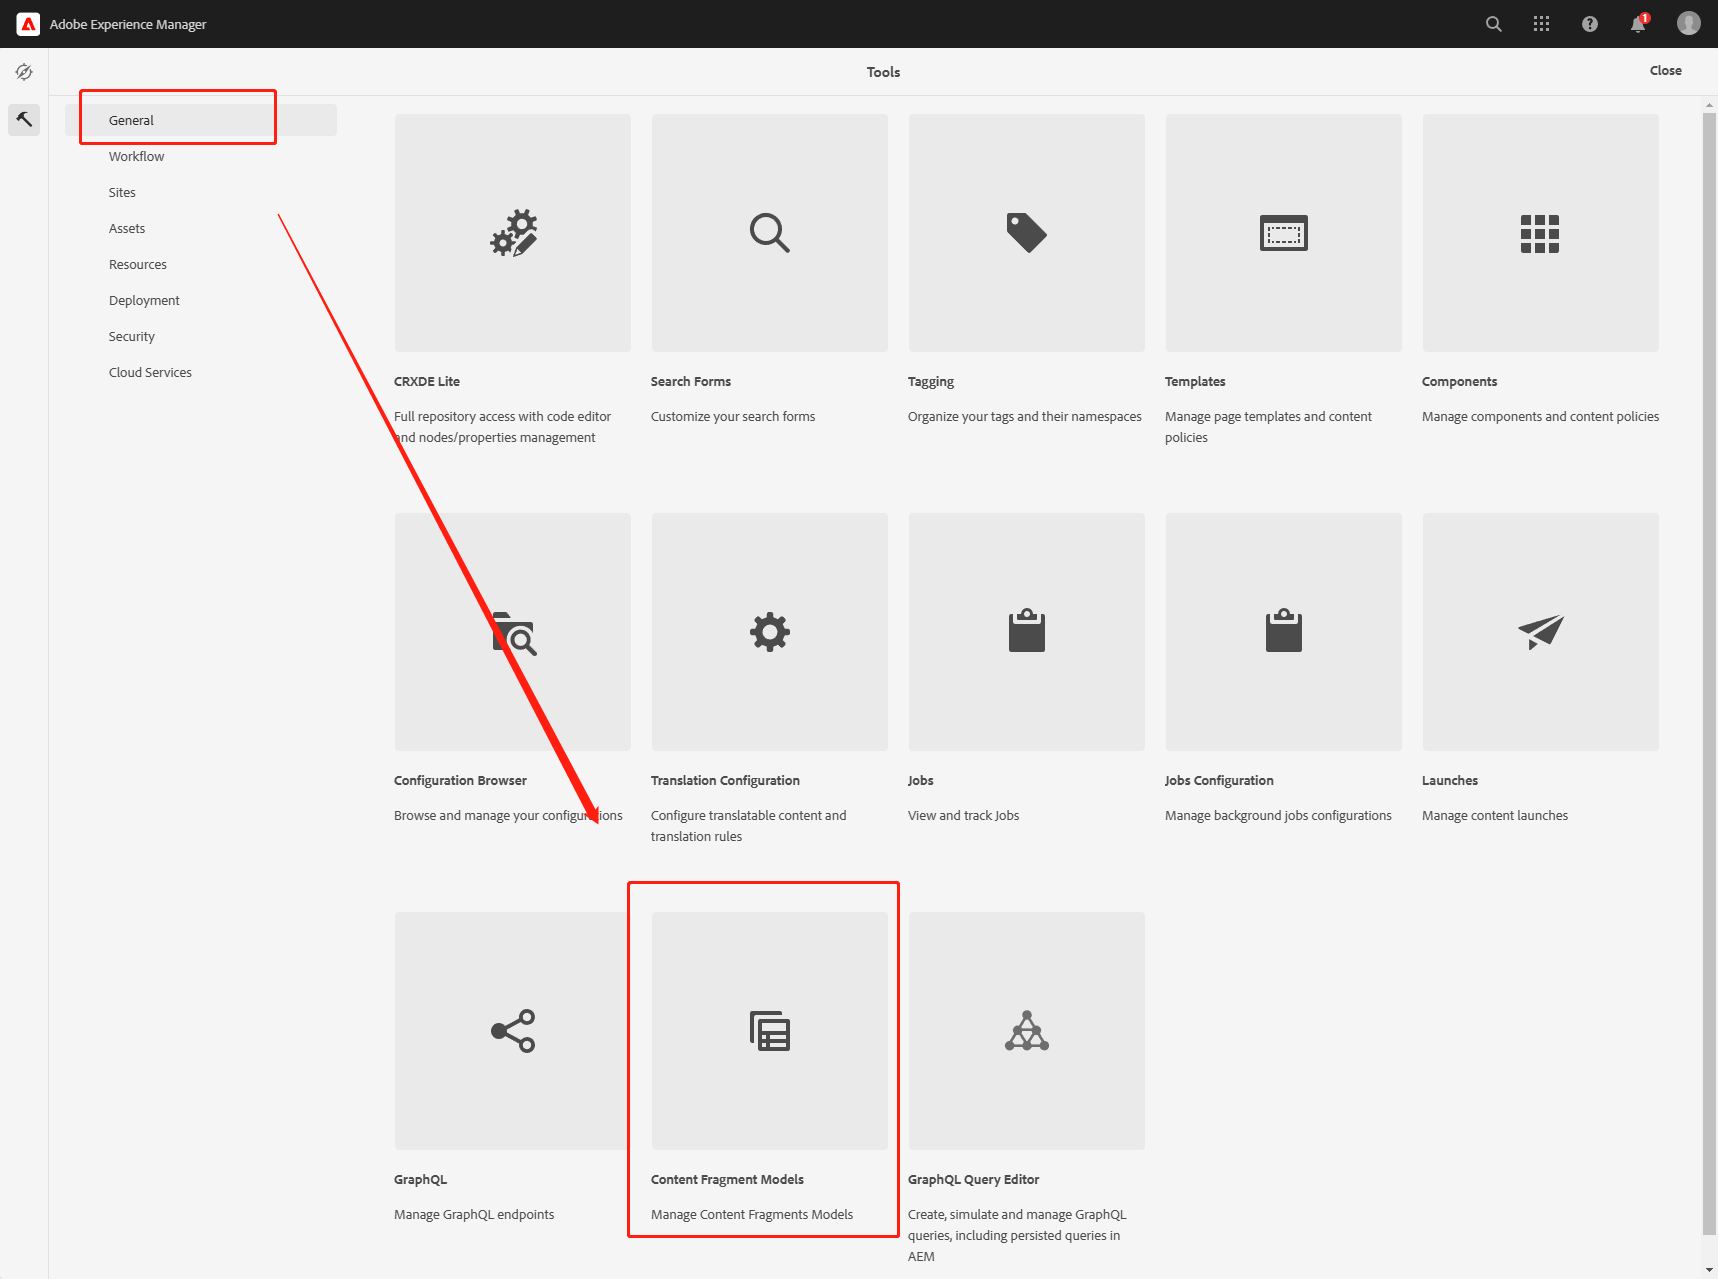 Adobe Experience Manager
1
Tools
Close
General
Workflow
Sites
Assets
Resources
Deployment
Security
Cloud Services
CRXDE Lite
Full repository access with code editor
and nodes/properties management
Search Forms
Customize your search forms
Tagging
Organize your tags and their namespaces
Templates
Manage page templates and content
policies
Components
Manage components and content policies
Configuration Browser
Browse and manage your configurations
Translation Configuration
Configure translatable content and
translation rules
Jobs
View and track Jobs
Jobs Configuration
Manage background jobs configurations
Launches
Manage content launches
GraphQL
Manage GraphQL endpoints
Content Fragment Models
Manage Content Fragments Models
GraphQL Query Editor
Create, simulate and manage GraphQL
queries, including persisted queries in
AEM